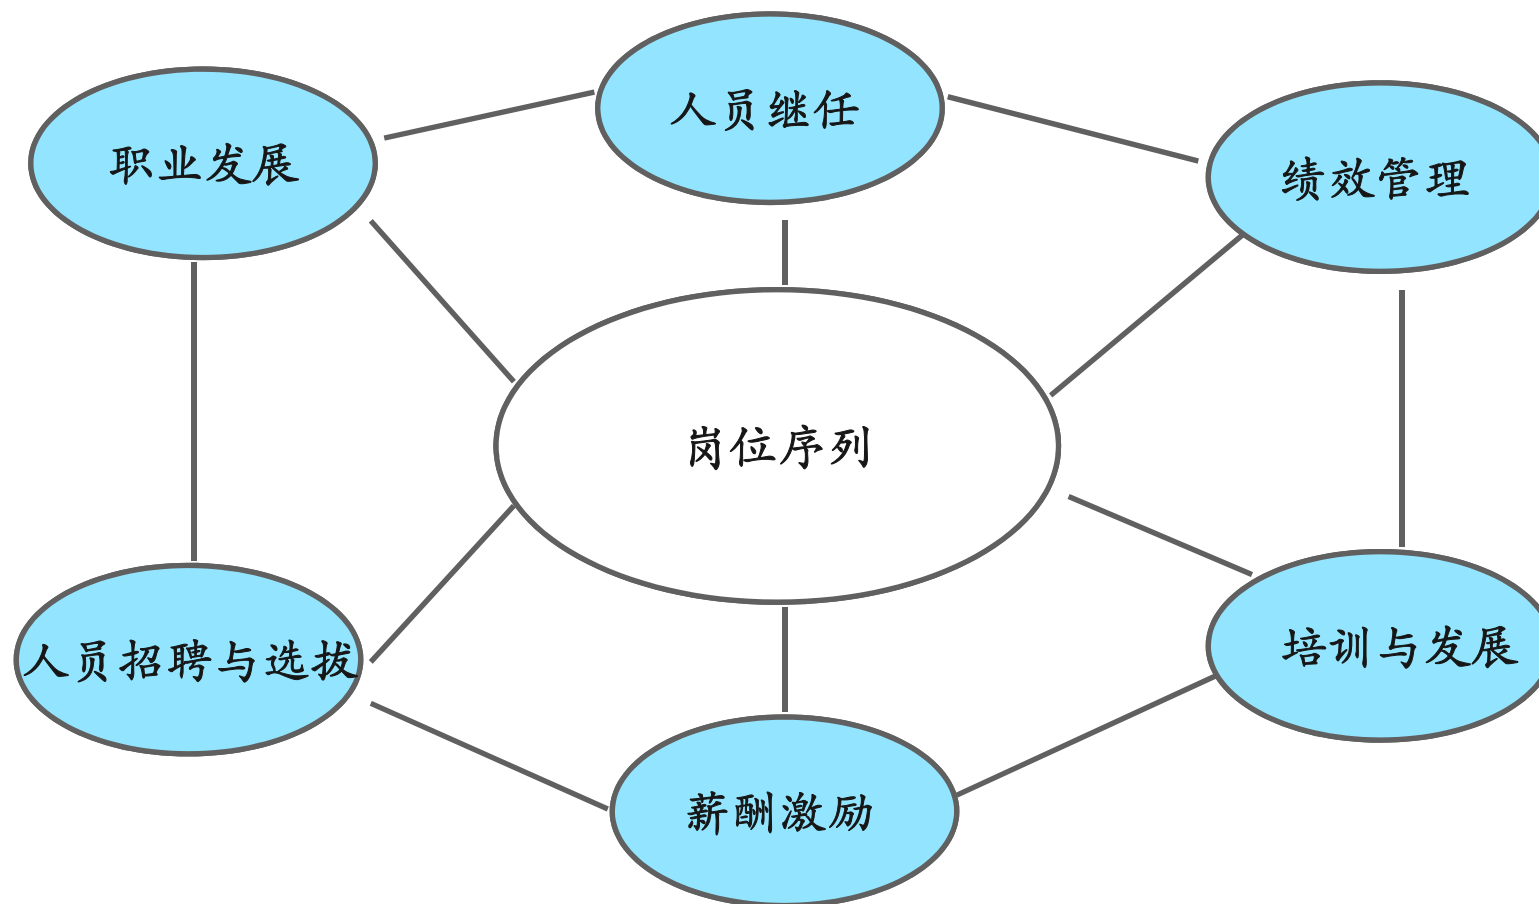 人员继任
职业发展
绩效管理
岗位序列
人员招聘与选拔
培训与发展
薪酬激励